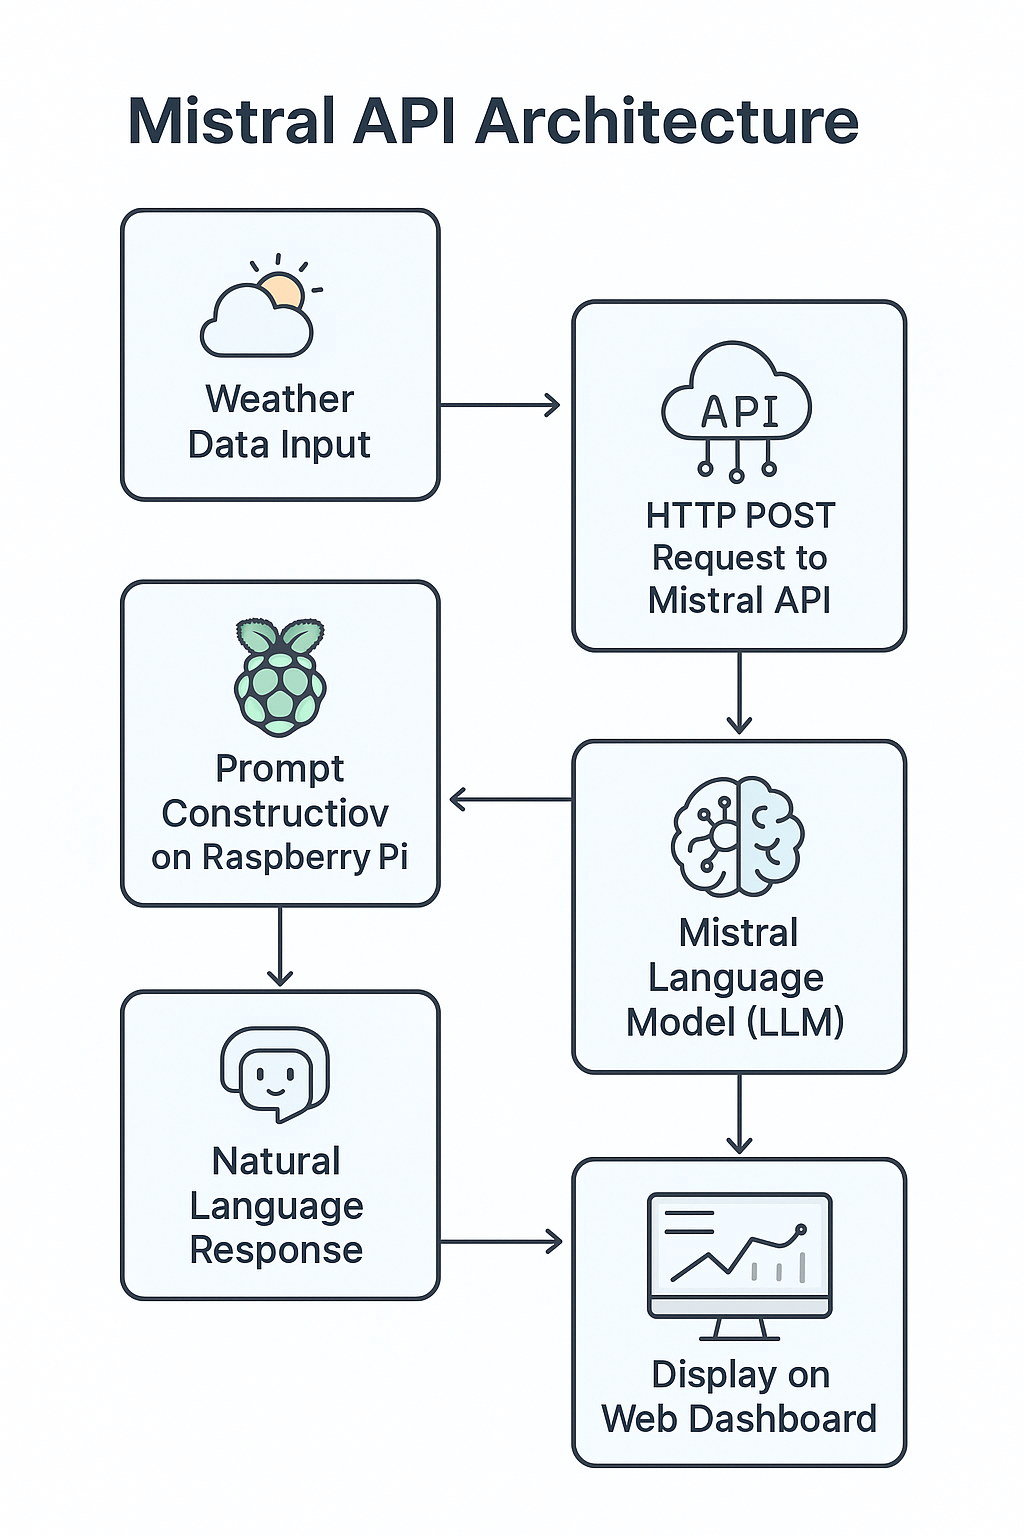 Mistral API Architecture
Weather
Data Input
API
HTTP POST
Request to
Mistral API
Prompt
Constructiov
on Raspberry Pi
Mistral
Language
Model (LLM)
Natural
Language
Response
Display on
Web Dashboard